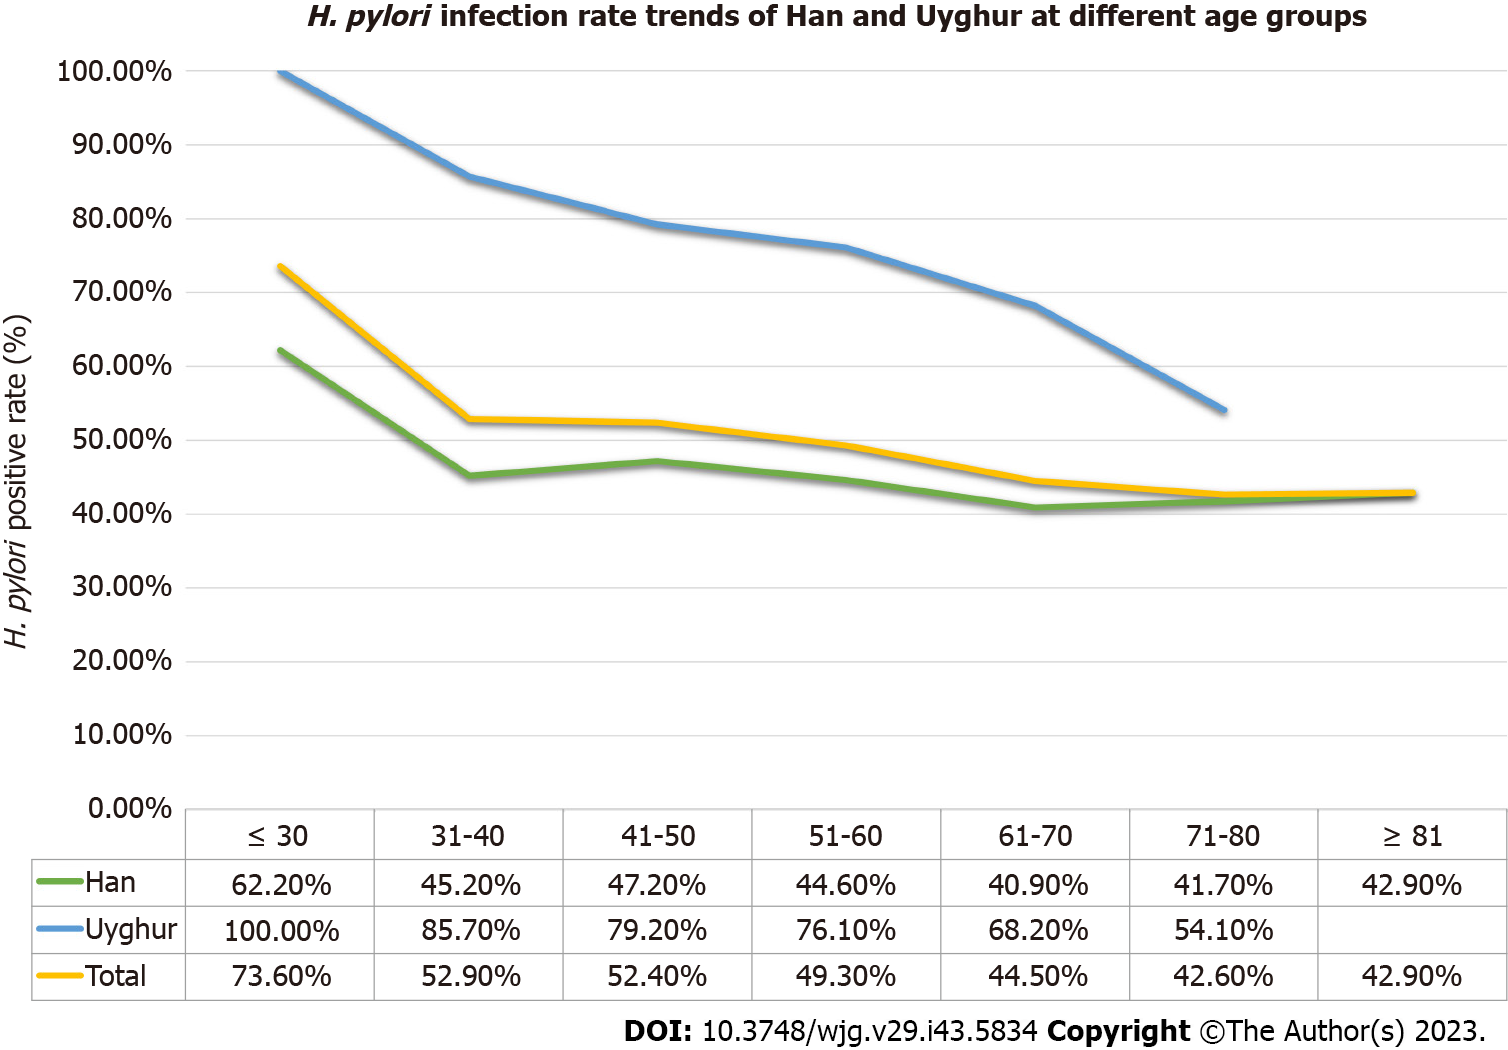 H. pylori infection rate trends of Han and Uyghur at different age groups
H. pylori positive rate (%)
100.00%
90.00%
80.00%
70.00%
60.00%
50.00%
40.00%
30.00%
20.00%
10.00%
0.00%
≤ 30 31-40 41-50 51-60 61-70 71-80 ≥ 81
Han 62.20% 45.20% 47.20% 44.60% 40.90% 41.70% 42.90%
Uyghur 100.00% 85.70% 79.20% 76.10% 68.20% 54.10%
Total 73.60% 52.90% 52.40% 49.30% 44.50% 42.60% 42.90%
DOI: 10.3748/wjg.v29.i43.5834 Copyright ©The Author(s) 2023.